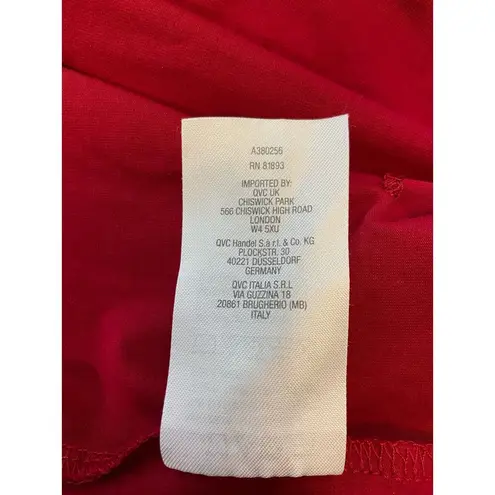 A380256
RN 81893
IMPORTED BY:
QVC UK
CHISWICK PARK
566 CHISWICK HIGH ROAD
LONDON
W4 5XU
QVC Handel S.à r.l. & Co. KG
PLOCKSTR. 30
40221 DÜSSELDORF
GERMANY
QVC ITALIA S.R.L
VIA GUZZINA 18
20861 BRUGHERIO (MB)
ITALY